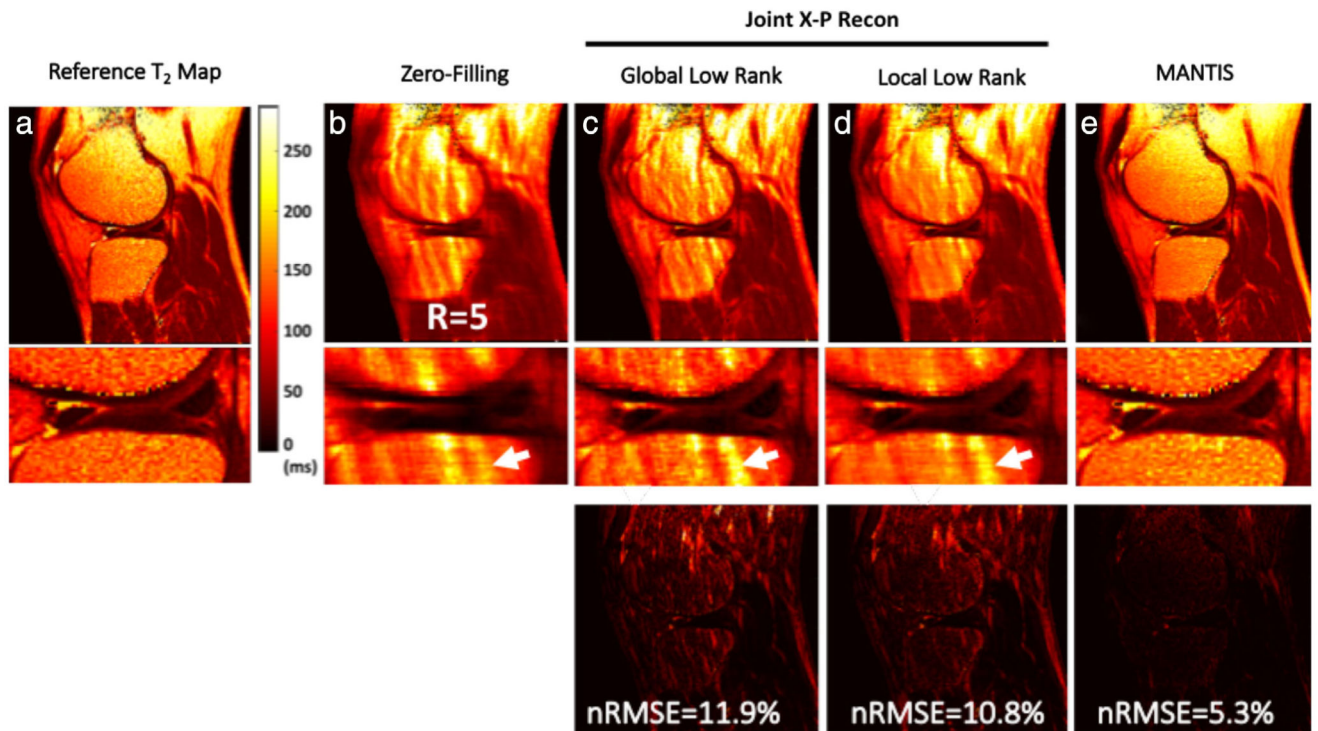 Joint X-P Recon
Reference T₂ Map
Zero-Filling
Global Low Rank
Local Low Rank
MANTIS
a
b
c
d
e
250
200
150
100
50
0
(ms)
R=5
nRMSE=11.9%
nRMSE=10.8%
nRMSE=5.3%